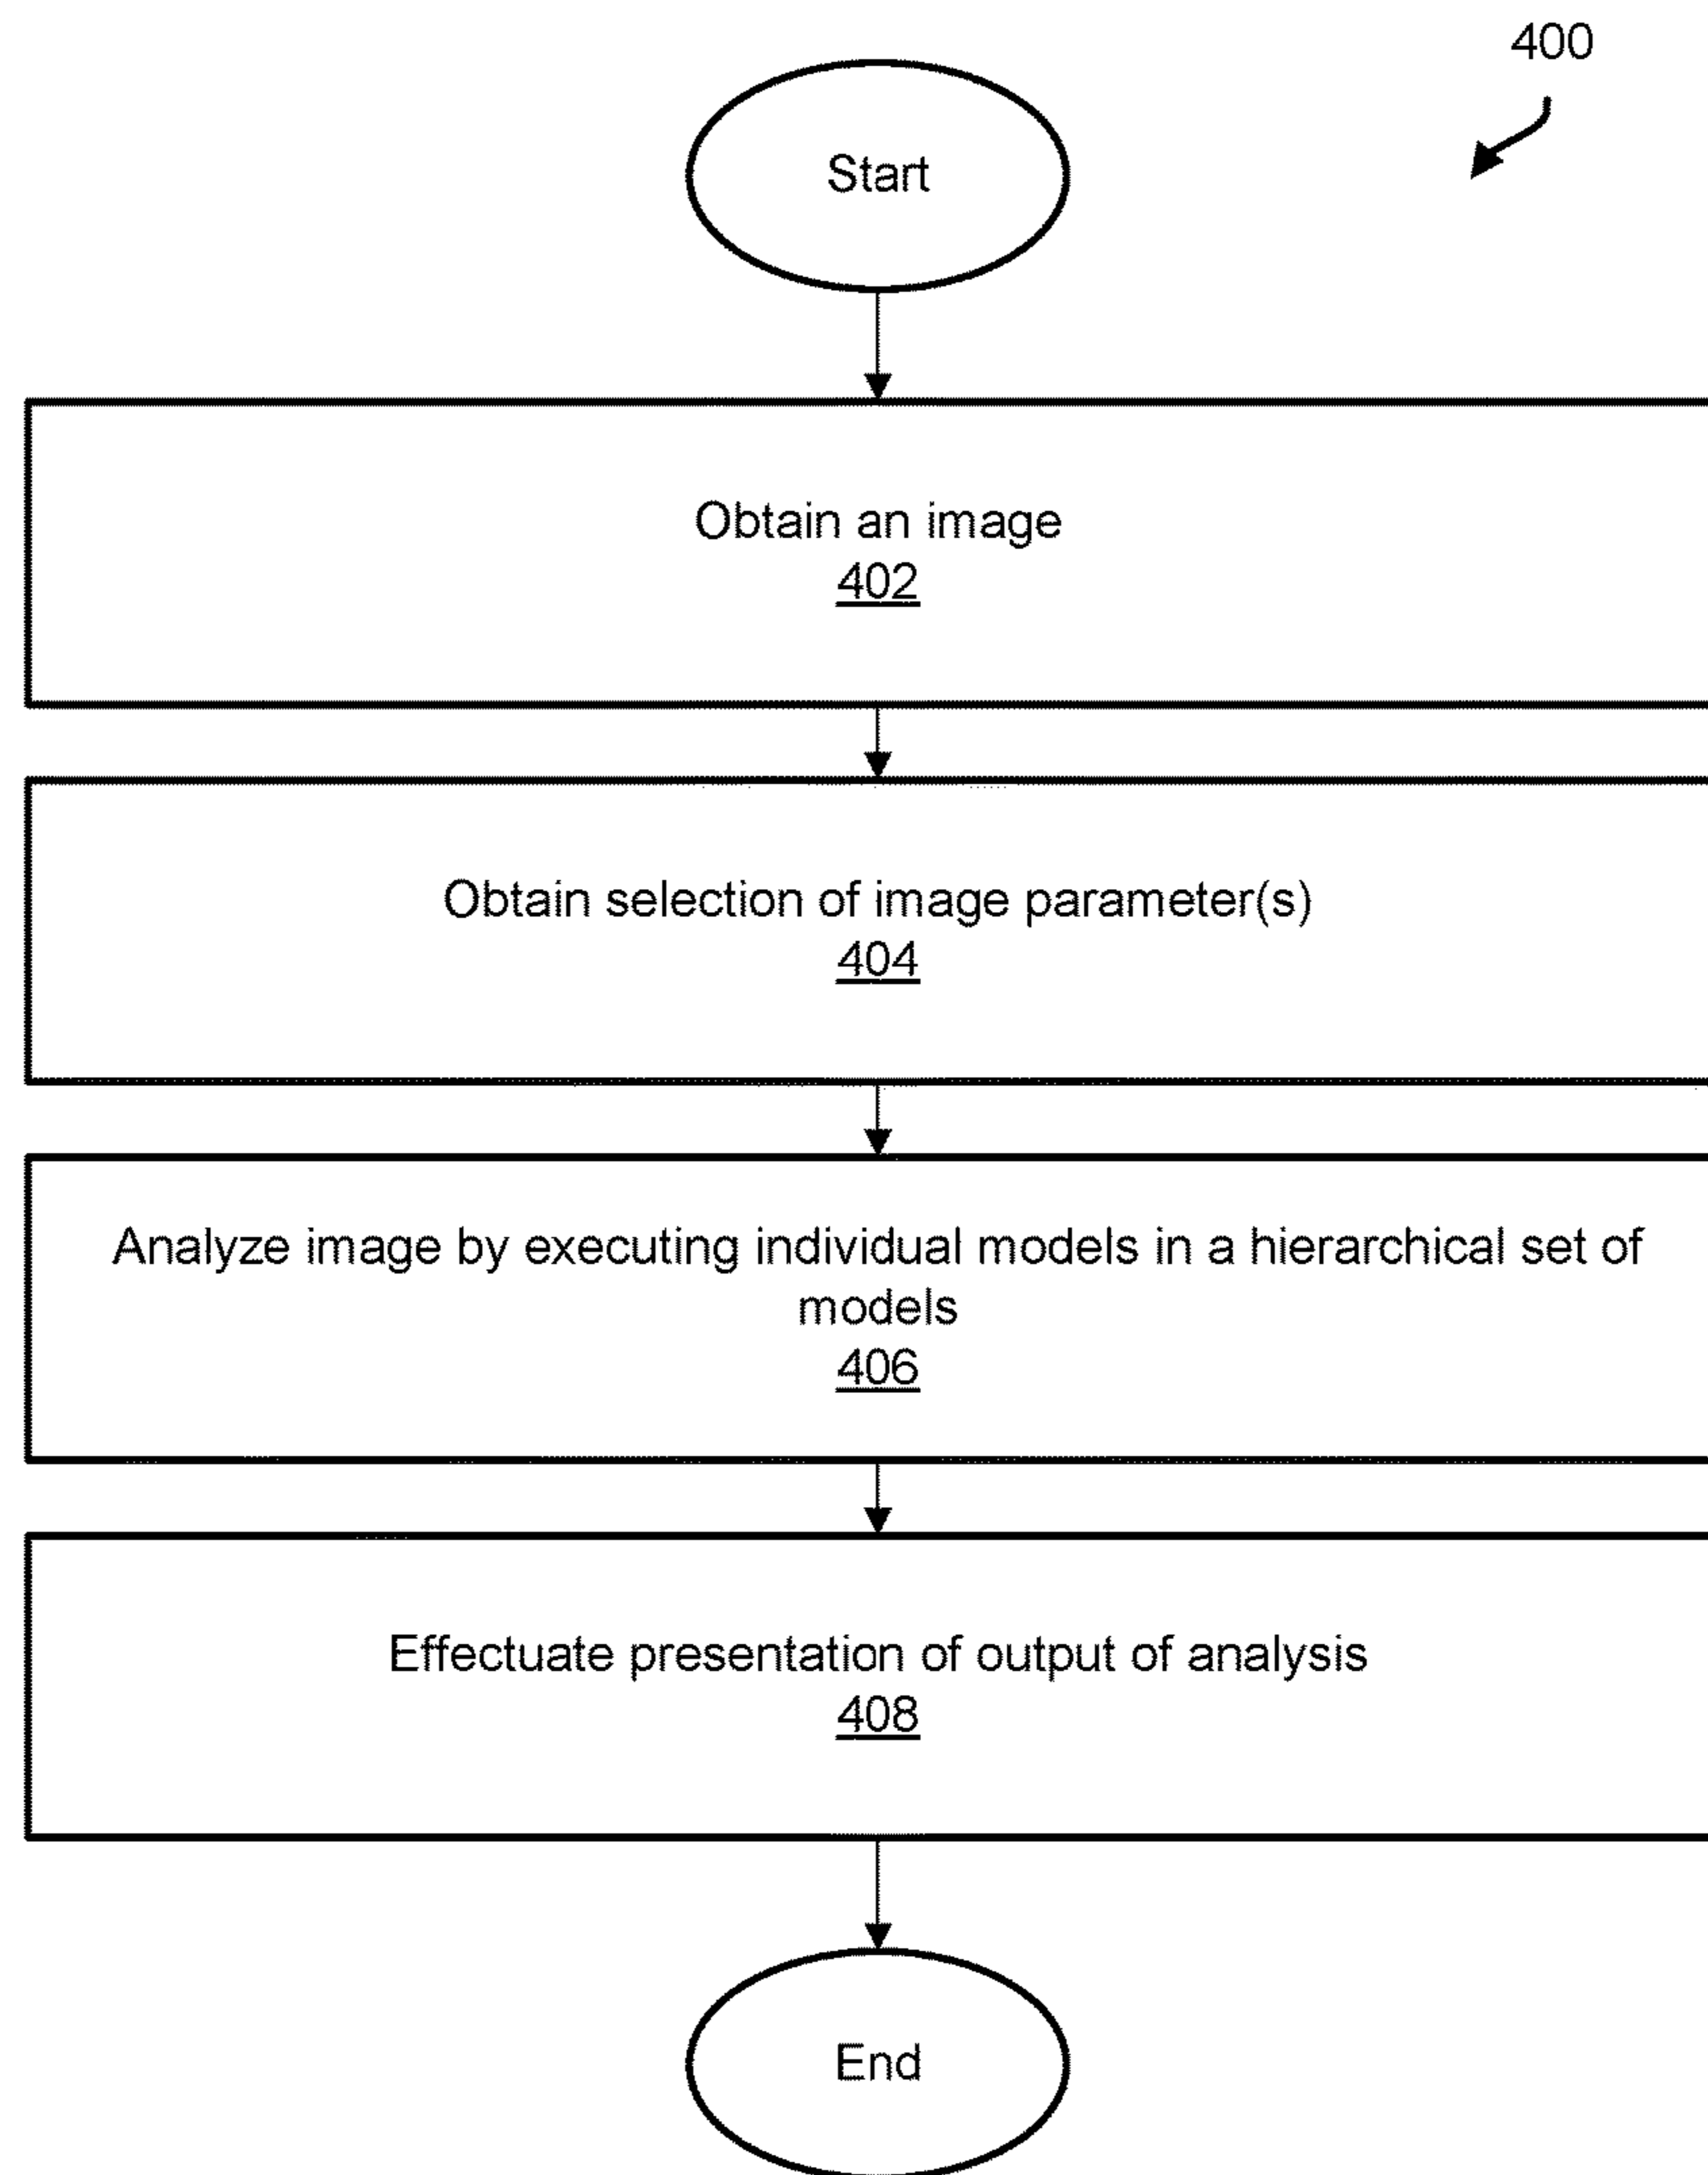 400
Start
Obtain an image
402
Obtain selection of image parameter(s)
404
Analyze image by executing individual models in a hierarchical set of
models
406
Effectuate presentation of output of analysis
408
End